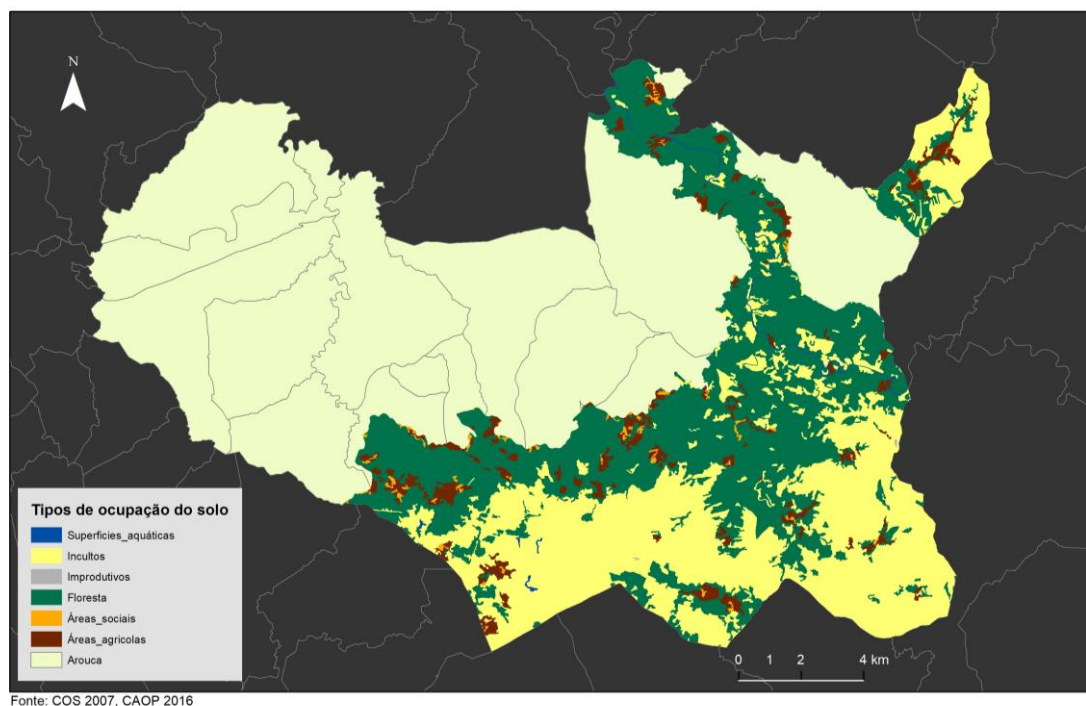 N
Tipos de ocupação do solo
Superfícies_aquáticas
Incultos
Improdutivos
Floresta
Áreas_sociais
Áreas_agricolas
Arouca
0 1 2 4 km
Fonte: COS 2007, CAOP 2016